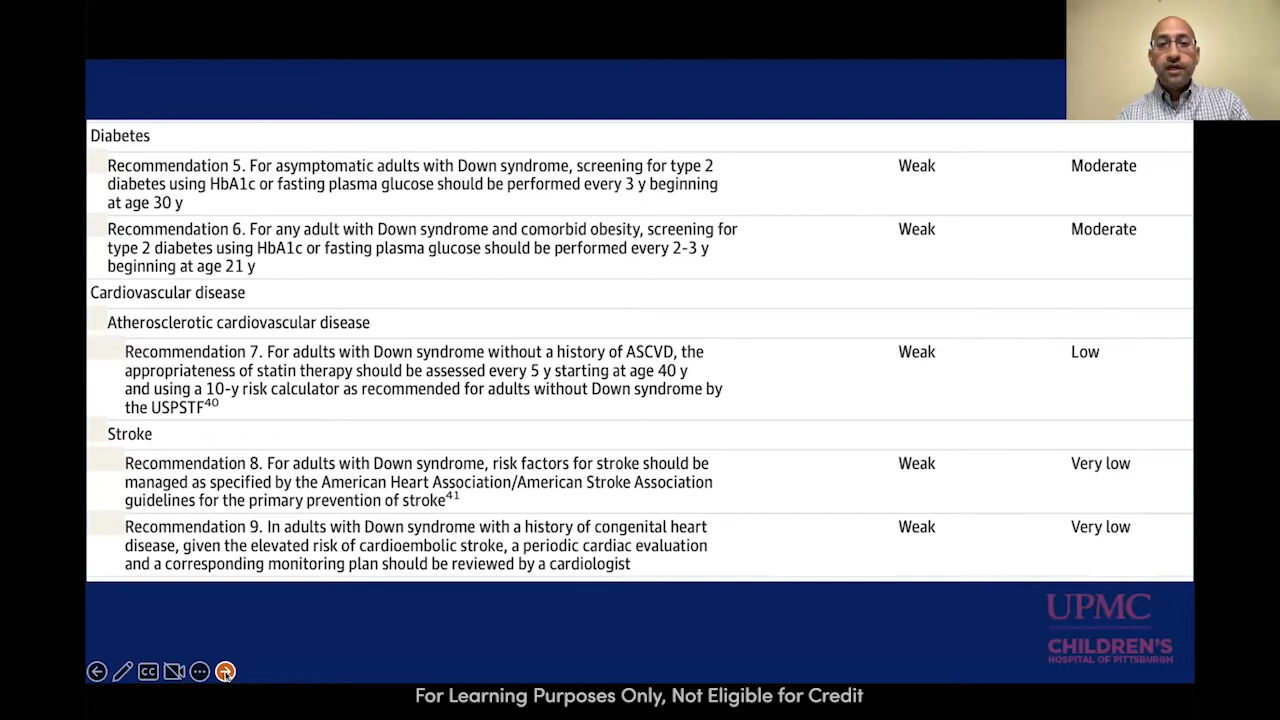 Diabetes
Recommendation 5. For asymptomatic adults with Down syndrome, screening for type 2
diabetes using HbA1c or fasting plasma glucose should be performed every 3 y beginning
at age 30 y
Weak
Moderate
Recommendation 6. For any adult with Down syndrome and comorbid obesity, screening for
type 2 diabetes using HbA1c or fasting plasma glucose should be performed every 2-3 y
beginning at age 21 y
Weak
Moderate
Cardiovascular disease
Atherosclerotic cardiovascular disease
Recommendation 7. For adults with Down syndrome without a history of ASCVD, the
appropriateness of statin therapy should be assessed every 5 y starting at age 40 y
and using a 10-y risk calculator as recommended for adults without Down syndrome by
the USPSTF⁴⁰
Weak
Low
Stroke
Recommendation 8. For adults with Down syndrome, risk factors for stroke should be
managed as specified by the American Heart Association/American Stroke Association
guidelines for the primary prevention of stroke⁴¹
Weak
Very low
Recommendation 9. In adults with Down syndrome with a history of congenital heart
disease, given the elevated risk of cardioembolic stroke, a periodic cardiac evaluation
and a corresponding monitoring plan should be reviewed by a cardiologist
Weak
Very low
UPMC
CHILDREN'S
HOSPITAL OF PITTSBURGH
CC
For Learning Purposes Only, Not Eligible for Credit